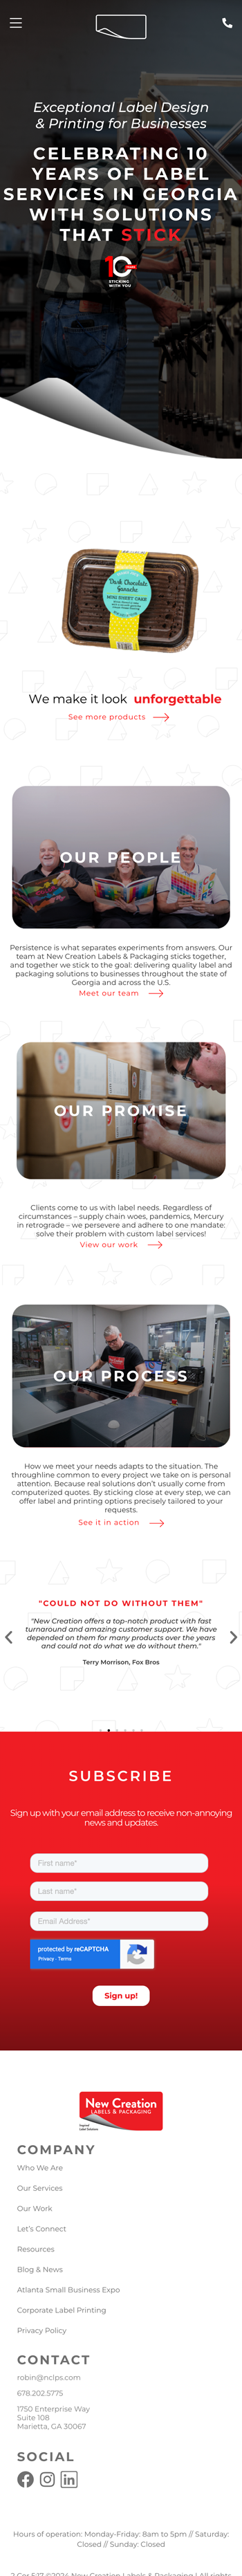 Exceptional Label Design
& Printing for Businesses
CELEBRATING 10
YEARS OF LABEL
SERVICES IN GEORGIA
WITH SOLUTIONS
THAT STICK
10
STICKING
WITH YOU
Dark Chocolate
Ganache
MINI SHEET CAKE
We make it look unforgettable
See more products
OUR PEOPLE
Persistence is what separates experiments from answers. Our
team at New Creation Labels & Packaging sticks together,
and together we stick to the goal: delivering quality label and
packaging solutions to businesses throughout the state of
Georgia and across the U.S.
Meet our team
OUR PROMISE
Clients come to us with label needs. Regardless of
circumstances – supply chain woes, pandemics, Mercury
in retrograde – we persevere and adhere to one mandate:
solve their problem with custom label services!
View our work
OUR PROCESS
How we meet your needs adapts to the situation. The
throughline common to every project we take on is personal
attention. Because real solutions don't usually come from
computerized voices. By sticking close at every step, we can
offer label and printing options precisely tailored to your
requests.
See it in action
"COULD NOT DO WITHOUT THEM"
"New Creation offers a top-notch product with fast
turnaround and amazing customer support. We have
depended on them for many products over the years
and could not do what we do without them."
Terry Morrison, Fox Bros
SUBSCRIBE
Sign up with your email address to receive non-annoying
news and updates.
First name*
Last name*
Email Address*
protected by reCAPTCHA
Privacy - Terms
Sign up!
New Creation
LABELS & PACKAGING
Inspired
Label Solutions
COMPANY
Who We Are
Our Services
Our Work
Let's Connect
Resources
Blog & News
Atlanta Small Business Expo
Corporate Label Printing
Privacy Policy
CONTACT
robin@nclps.com
678.202.5775
1750 Enterprise Way
Suite 108
Marietta, GA 30067
SOCIAL
Hours of operation: Monday-Friday: 8am to 5pm // Saturday:
Closed // Sunday: Closed
2 Cor 5:17 ©2024 New Creation Labels & Packaging | All rights